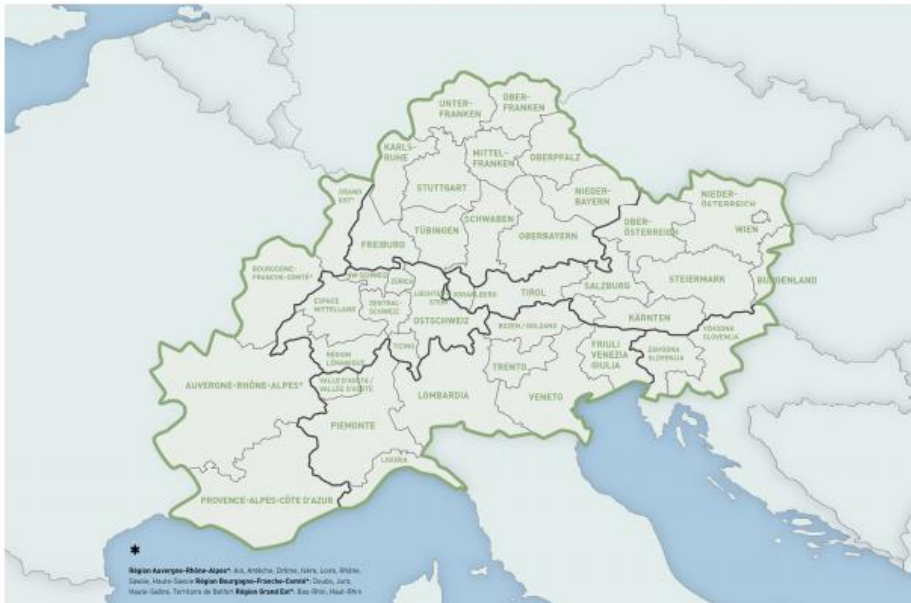 UNTER-
FRANKEN
OBER-
FRANKEN
KARLS-
RUHE
MITTEL-
FRANKEN
OBERPFALZ
GRAND
EST*
STUTTGART
NIEDER-
BAYERN
NIEDER-
ÖSTERREICH
SCHWABEN
TÜBINGEN
OBERBAYERN
OBER-
ÖSTERREICH
WIEN
FREIBURG
BOURGOGNE-
FRANCHE-COMTÉ*
ZÜRICH
LIECHTEN-
STEIN
VORARLBERG
TIROL
SALZBURG
STEIERMARK
BURGENLAND
ESPACE
MITTELLAND
ZENTRAL-
SCHWEIZ
OSTSCHWEIZ
KÄRNTEN
BOZEN / BOLZANO
VZHODNA
SLOVENIJA
ZAHODNA
SLOVENIJA
RÉGION
LÉMANIQUE
TICINO
FRIULI
VENEZIA
GIULIA
TRENTO
AUVERGNE-RHÔNE-ALPES*
VALLE D'AOSTA /
VALLÉE D'AOSTE
LOMBARDIA
VENETO
PIEMONTE
LIGURIA
PROVENCE-ALPES-CÔTE D'AZUR
*
Région Auvergne-Rhône-Alpes*: Ain, Ardèche, Drôme, Isère, Loire, Rhône,
Savoie, Haute-Savoie Région Bourgogne-Franche-Comté*: Doubs, Jura,
Haute-Saône, Territoire de Belfort Région Grand Est*: Bas-Rhin, Haut-Rhin